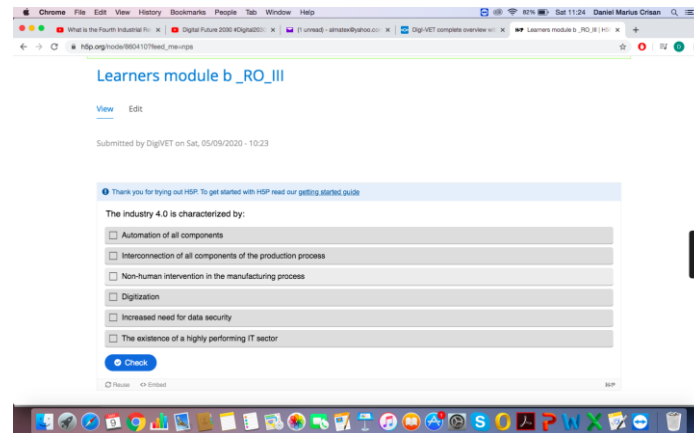 Chrome File Edit View History Bookmarks People Tab Window Help 82% Sat 11:24 Daniel Marius Crisan
What is the Fourth Industrial Re Digital Future 2030 #Digital203 (1 unread) - almatex@yahoo.co Digi-VET complete overview wit Learners module b _RO_III | H5
h5p.org/node/860410?feed_me=nps
Learners module b _RO_III
View Edit
Submitted by DigiVET on Sat, 05/09/2020 - 10:23
Thank you for trying out H5P. To get started with H5P read our getting started guide
The industry 4.0 is characterized by:
Automation of all components
Interconnection of all components of the production process
Non-human intervention in the manufacturing process
Digitization
Increased need for data security
The existence of a highly performing IT sector
Check
Reuse <> Embed H5P